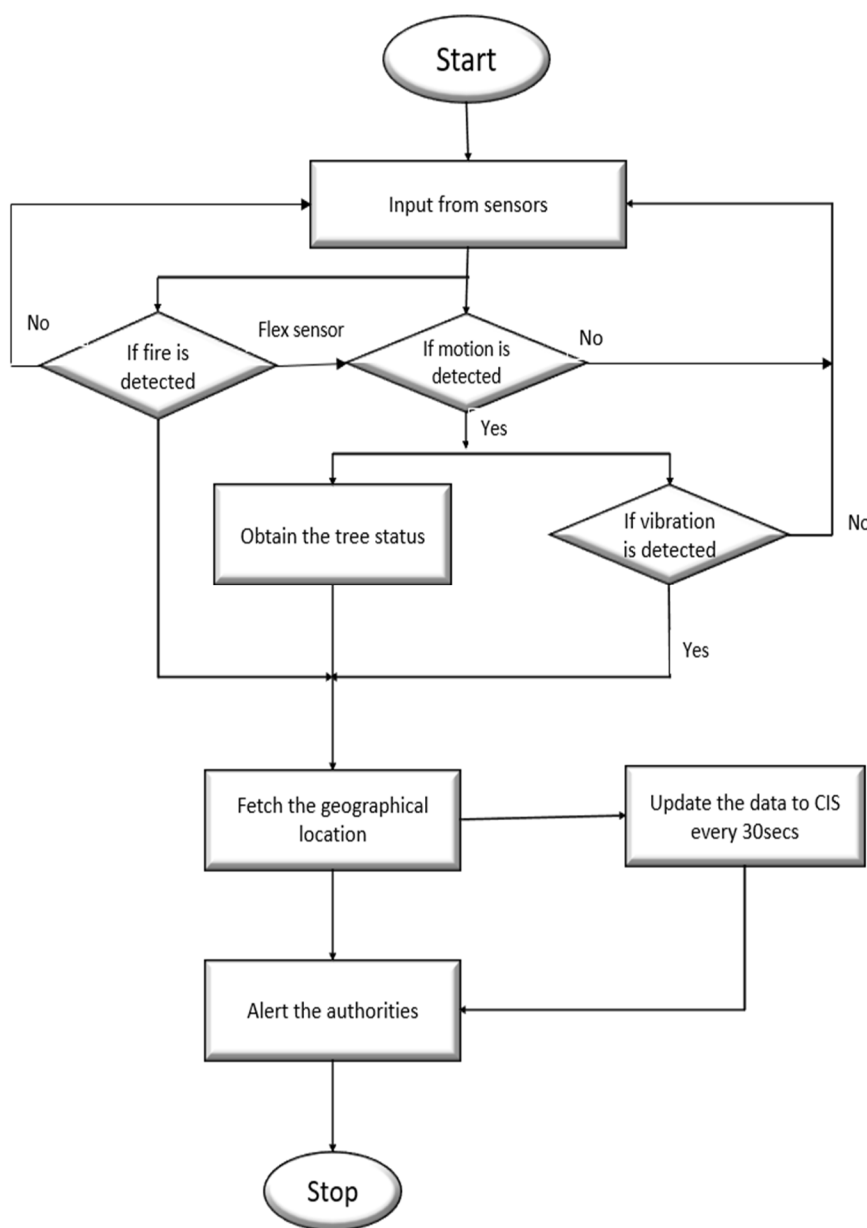 Start
Input from sensors
No
Flex sensor
No
If fire is
detected
If motion is
detected
Yes
Obtain the tree status
If vibration
is detected
No
Yes
Fetch the geographical
location
Update the data to CIS
every 30secs
Alert the authorities
Stop